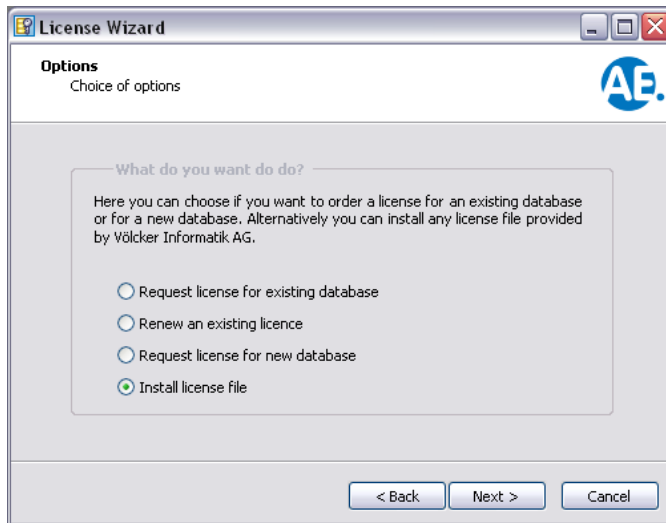 License Wizard
Options
Choice of options
AE.
What do you want do do?
Here you can choose if you want to order a license for an existing database
or for a new database. Alternatively you can install any license file provided
by Völcker Informatik AG.
Request license for existing database
Renew an existing licence
Request license for new database
Install license file
< Back
Next >
Cancel